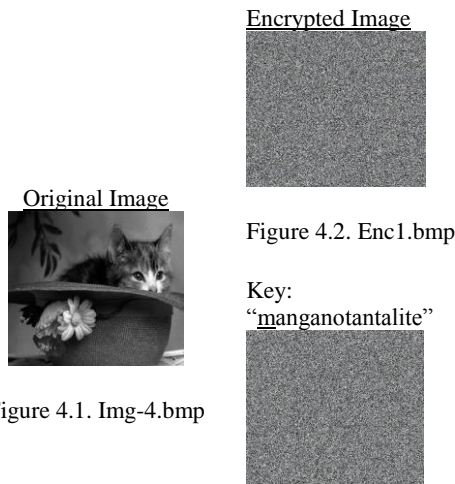 Encrypted Image
Original Image
Figure 4.2. Enc1.bmp
Key:
“manganotantalite”
igure 4.1. Img-4.bmp